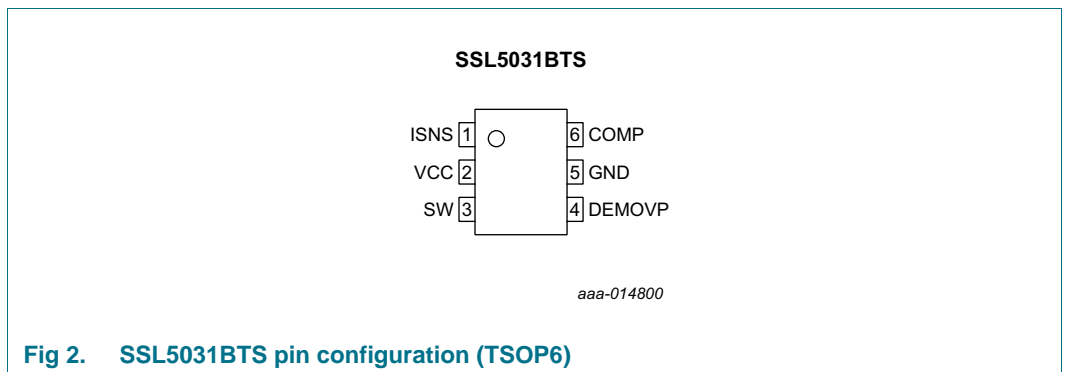 SSL5031BTS
ISNS 1 6 COMP
VCC 2 5 GND
SW 3 4 DEMOVP
aaa-014800
Fig 2. SSL5031BTS pin configuration (TSOP6)